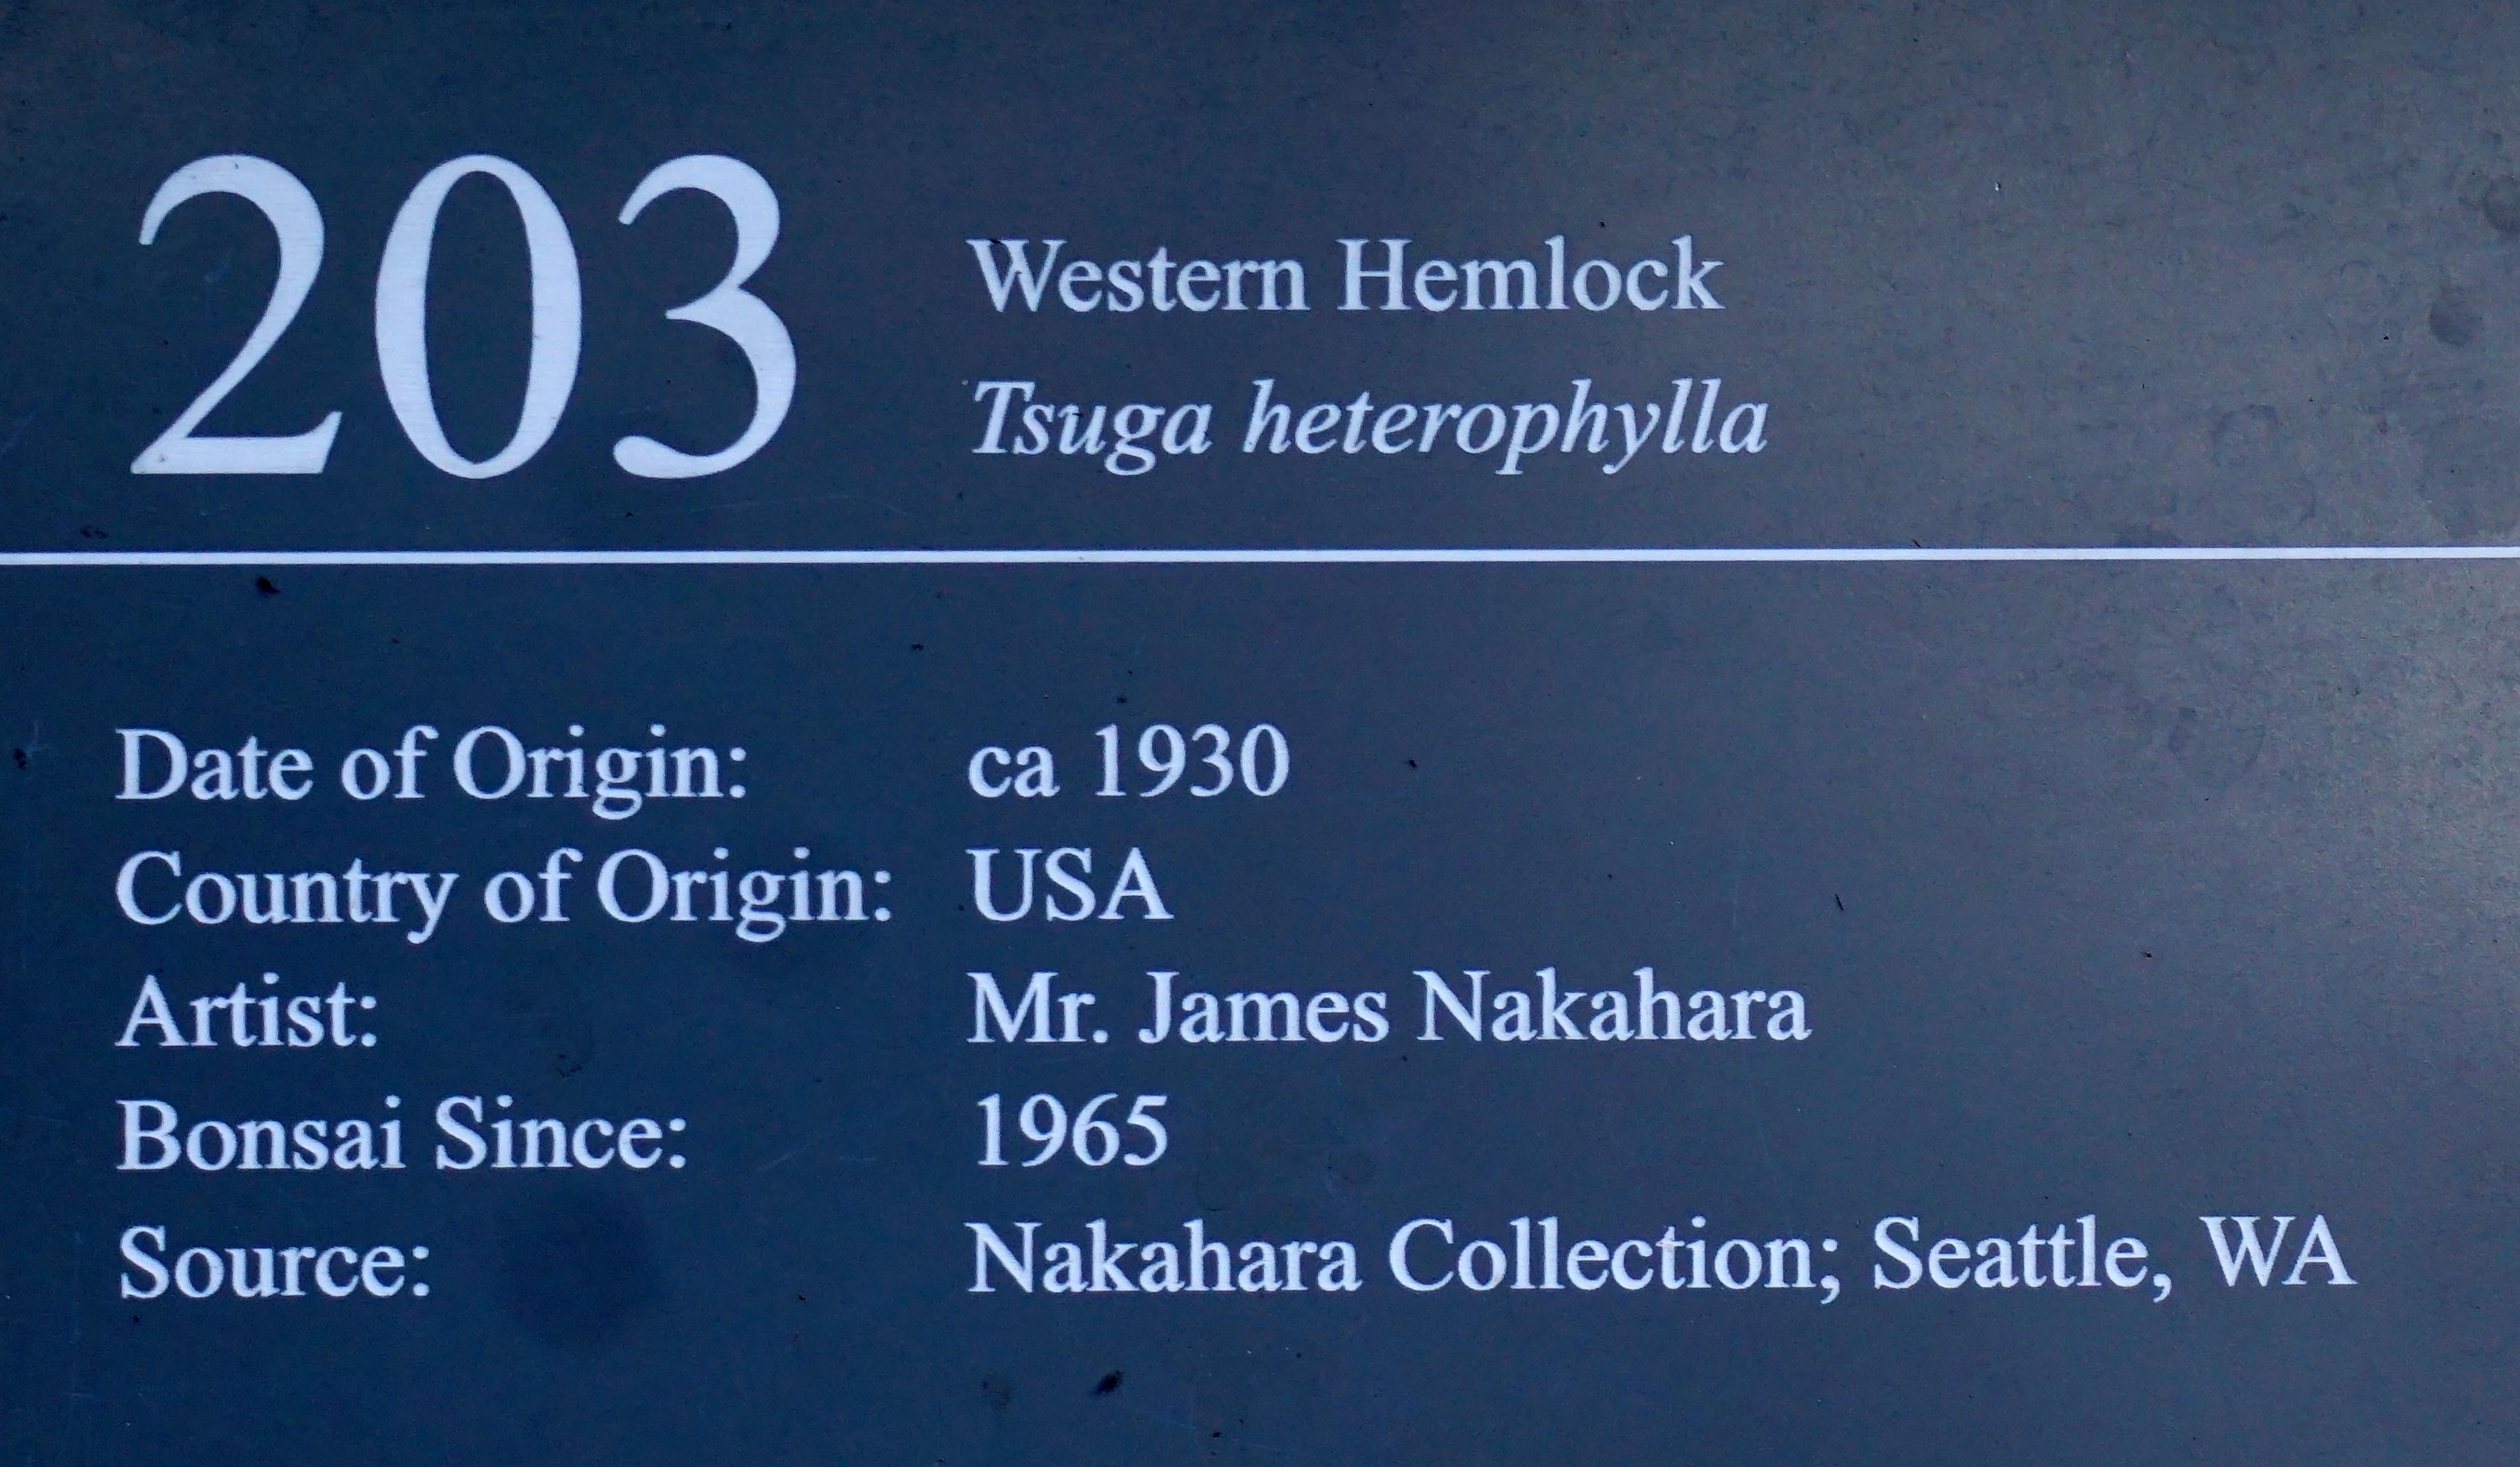 203
Western Hemlock
Tsuga heterophylla
Date of Origin: ca 1930
Country of Origin: USA
Artist: Mr. James Nakahara
Bonsai Since: 1965
Source: Nakahara Collection; Seattle, WA